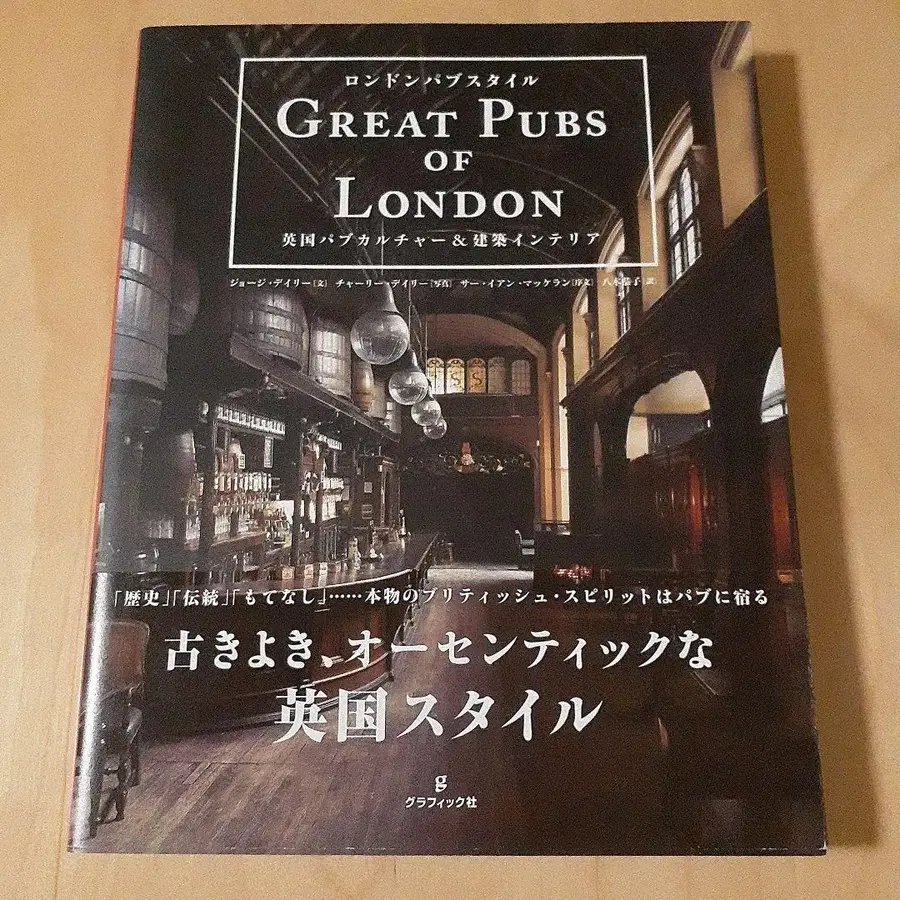 ロンドンパブスタイル
GREAT PUBS
OF
LONDON
英国パブカルチャー&建築インテリア
ジョージ・デイリー[文] チャーリー・デイリー[写真] サー・イアン・マッケラン[序文] 八木恭子[訳]
「歴史」「伝統」「もてなし」……本物のブリティッシュ・スピリットはパブに宿る
古きよき、オーセンティックな
英国スタイル
g
グラフィック社